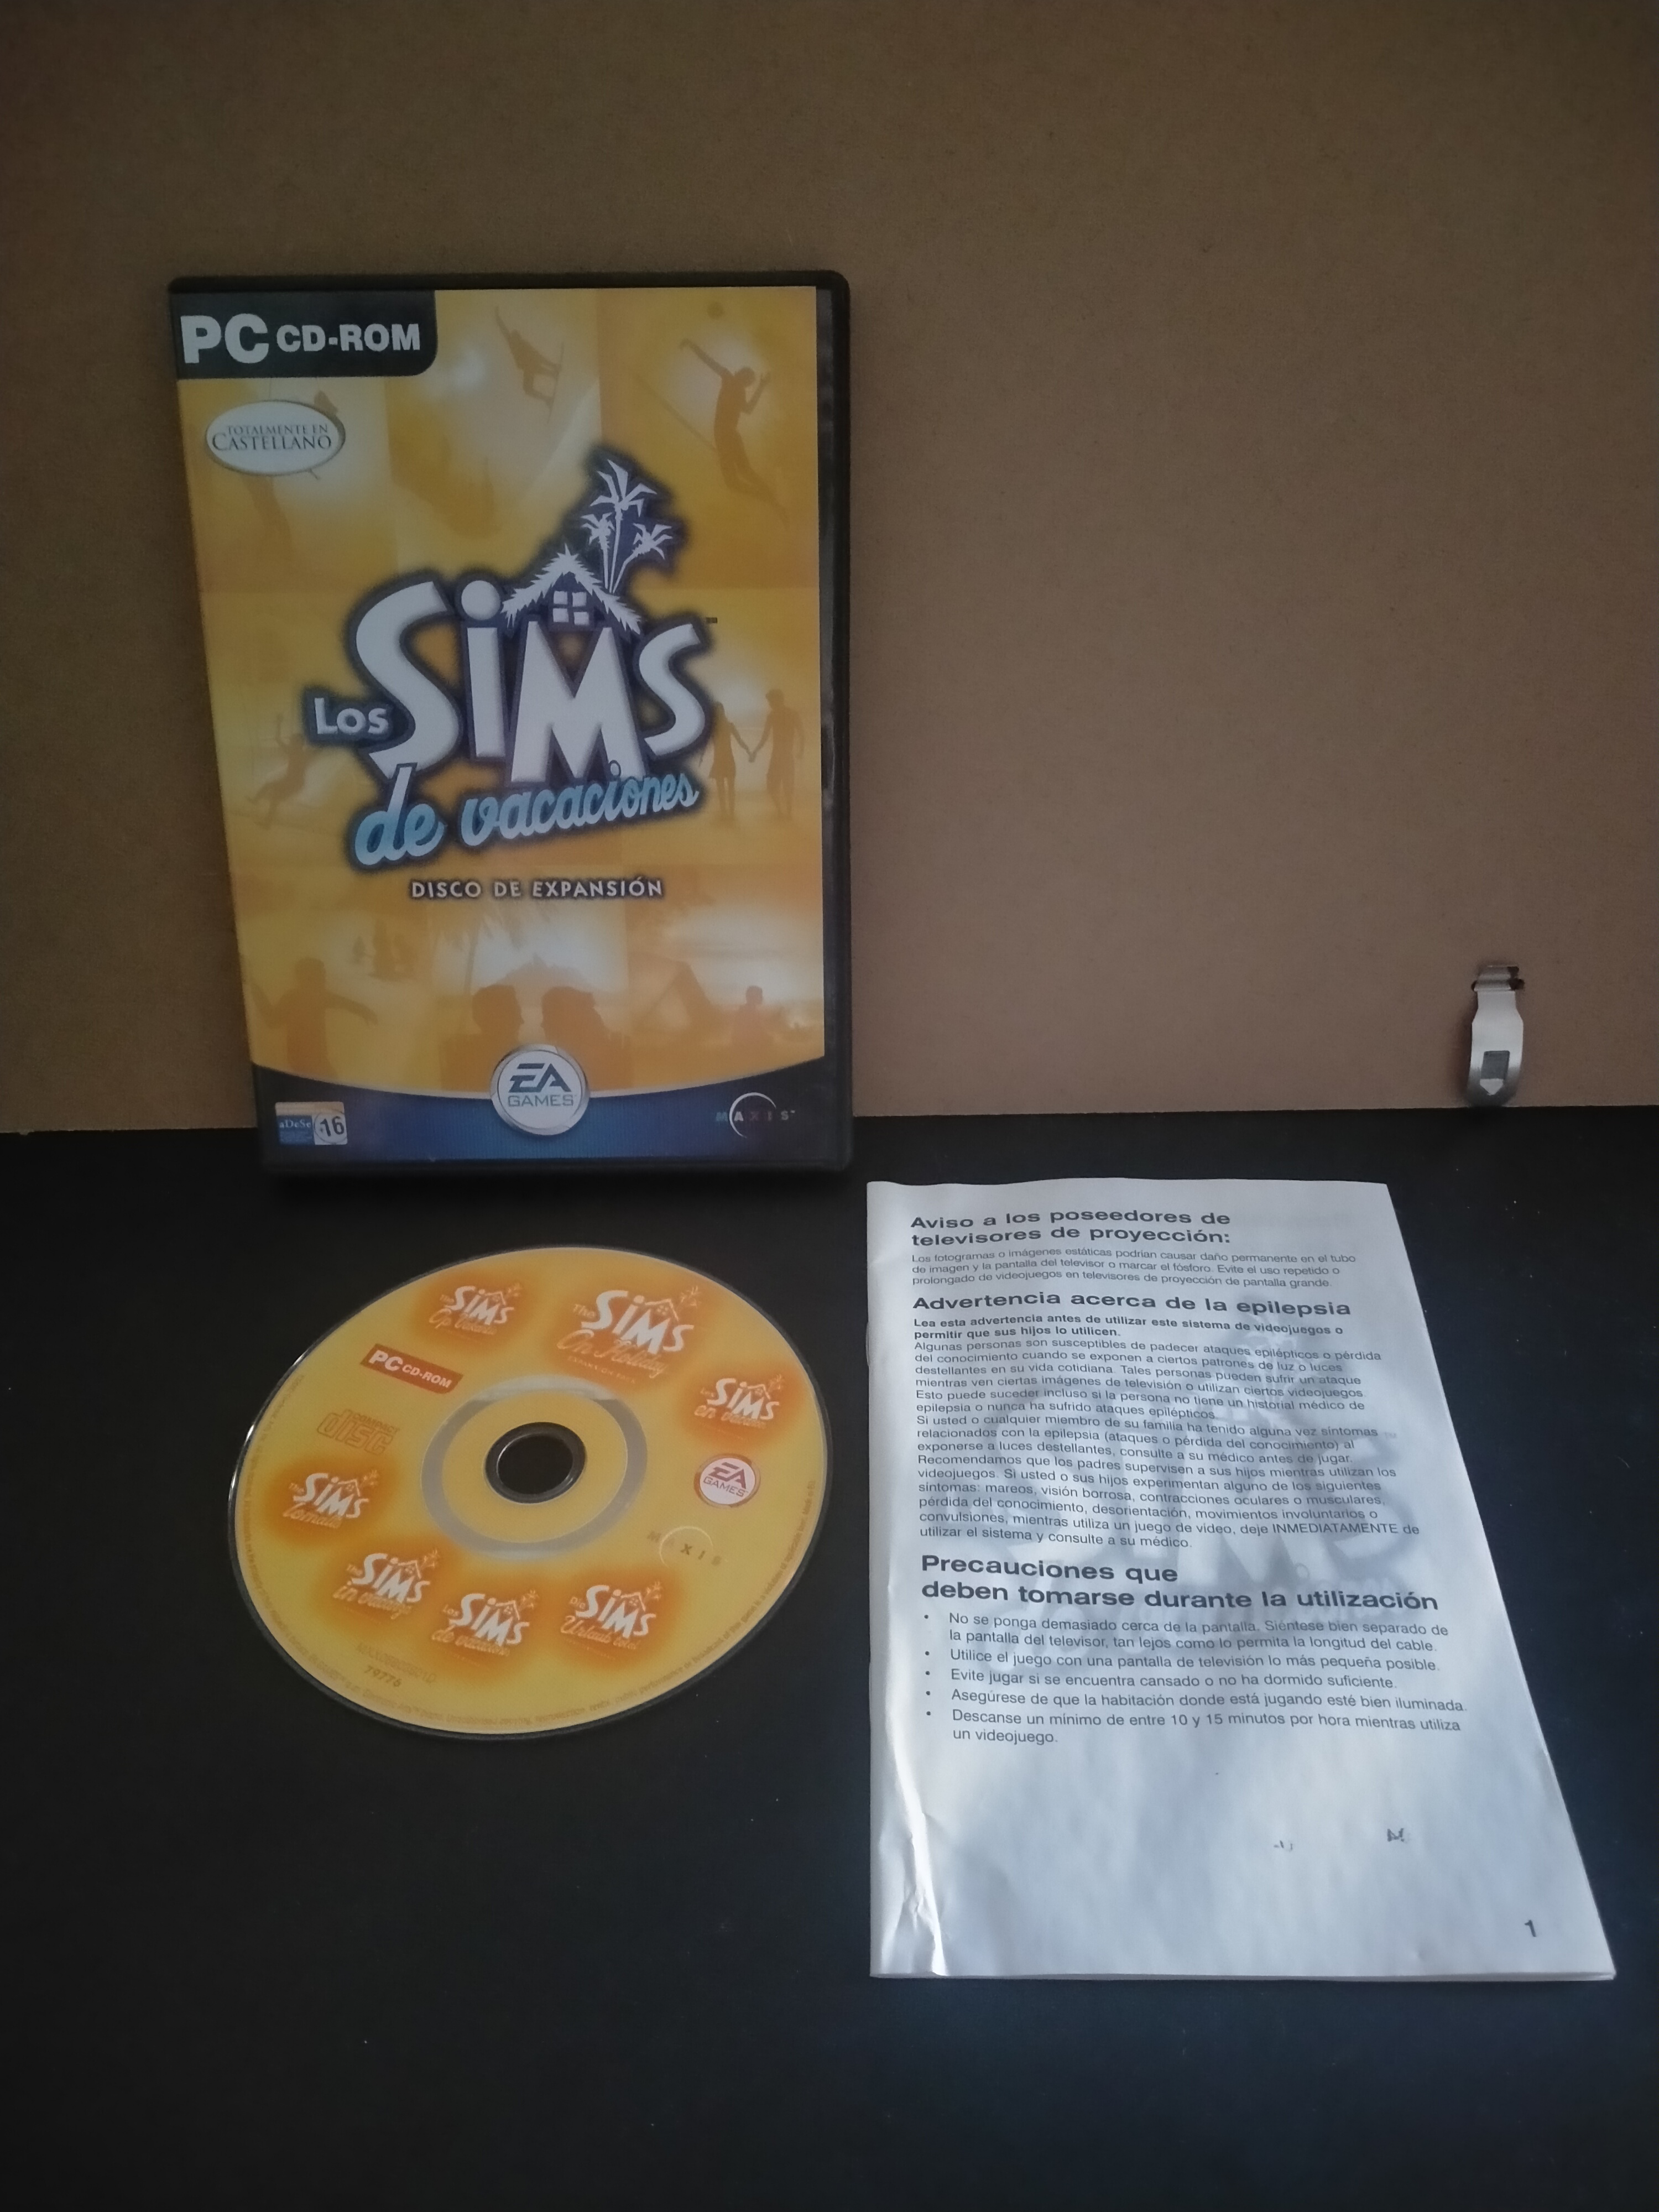 PC CD-ROM
TOTALMENTE EN
CASTELLANO
Los SiMS™
de vacaciones
DISCO DE EXPANSIÓN
EA
GAMES
aDeSe
16
MAXIS™
The SIMS
On Holiday
PC CD-ROM
Los SIMS
de vacaciones
The SIMS
Die SIMS
EA
GAMES
MAXIS
disc
79776
Aviso a los poseedores de
televisores de proyección:
Los fotogramas o imágenes estáticas podrían causar daño permanente en el tubo
de imagen y la pantalla del televisor o marcar el fósforo. Evite el uso repetido o
prolongado de videojuegos en televisores de proyección de pantalla grande.
Advertencia acerca de la epilepsia
Lea esta advertencia antes de utilizar este sistema de videojuegos o
permitir que sus hijos lo utilicen.
Algunas personas son susceptibles de padecer ataques epilépticos o pérdida
del conocimiento cuando se exponen a ciertos patrones de luz o luces
destellantes en su vida cotidiana. Tales personas pueden sufrir un ataque
mientras ven ciertas imágenes de televisión o utilizan ciertos videojuegos.
Esto puede suceder incluso si la persona no tiene un historial médico de
epilepsia o nunca ha sufrido ataques epilépticos.
Si usted o cualquier miembro de su familia ha tenido alguna vez síntomas
relacionados con la epilepsia (ataques o pérdida del conocimiento) al
exponerse a luces destellantes, consulte a su médico antes de jugar.
Recomendamos que los padres supervisen a sus hijos mientras utilizan los
videojuegos. Si usted o sus hijos experimentan alguno de los siguientes
síntomas: mareos, visión borrosa, contracciones oculares o musculares,
pérdida del conocimiento, desorientación, movimientos involuntarios o
convulsiones, mientras utiliza un juego de video, deje INMEDIATAMENTE de
utilizar el sistema y consulte a su médico.
Precauciones que
deben tomarse durante la utilización
• No se ponga demasiado cerca de la pantalla. Siéntese bien separado de
la pantalla del televisor, tan lejos como lo permita la longitud del cable.
• Utilice el juego con una pantalla de televisión lo más pequeña posible.
• Evite jugar si se encuentra cansado o no ha dormido suficiente.
• Asegúrese de que la habitación donde está jugando esté bien iluminada.
• Descanse un mínimo de entre 10 y 15 minutos por hora mientras utiliza
un videojuego.
1